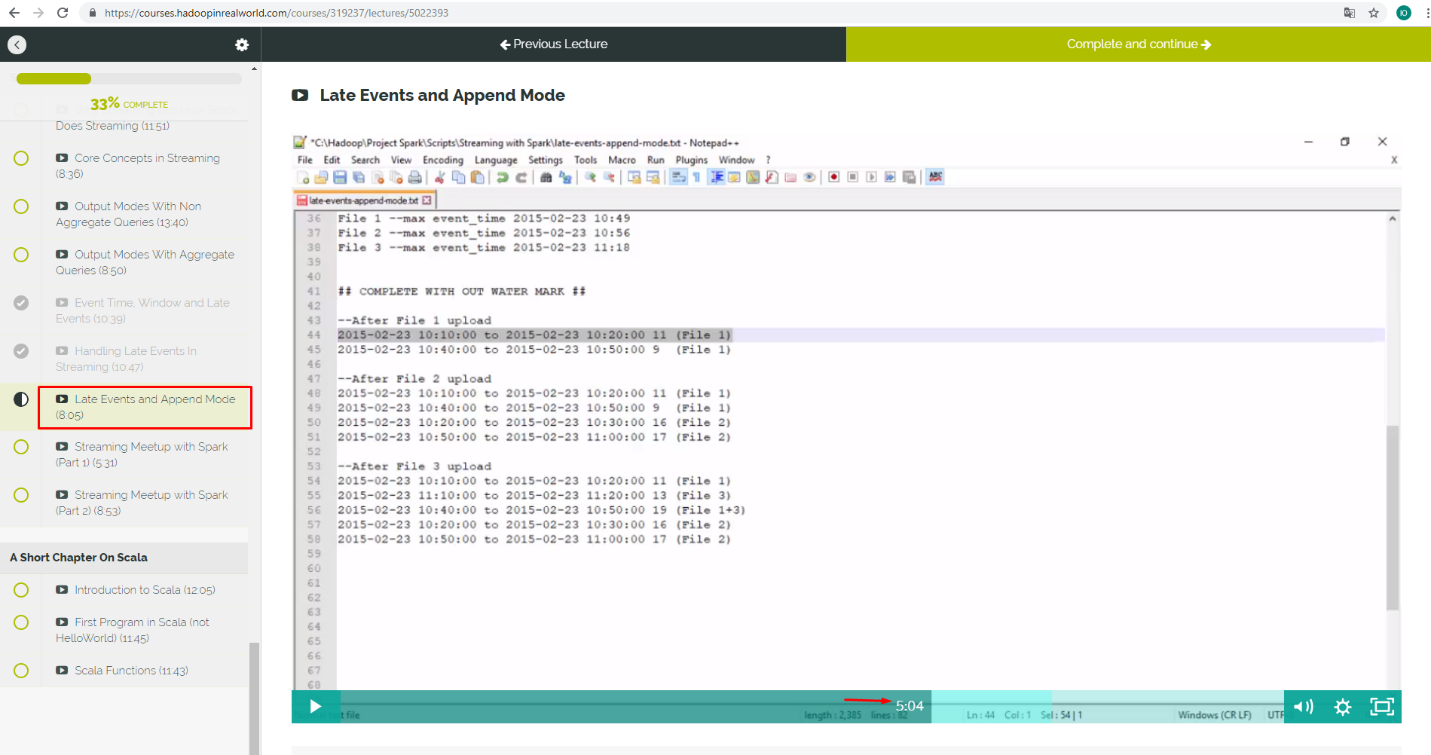 https://courses.hadoopinrealworld.com/courses/319237/lectures/5022393
IO
Previous Lecture
Complete and continue
33% COMPLETE
Does Streaming (11:51)
Core Concepts in Streaming
(8:36)
Output Modes With Non
Aggregate Queries (13:40)
Output Modes With Aggregate
Queries (8:50)
Event Time, Window and Late
Events (10:39)
Handling Late Events In
Streaming (10:47)
Late Events and Append Mode
(8:05)
Streaming Meetup with Spark
(Part 1) (5:31)
Streaming Meetup with Spark
(Part 2) (8:53)
A Short Chapter On Scala
Introduction to Scala (12:05)
First Program in Scala (not
HelloWorld) (11:45)
Scala Functions (11:43)
Late Events and Append Mode
*C:\Hadoop\Project Spark\Scripts\Streaming with Spark\late-events-append-mode.txt - Notepad++
File Edit Search View Encoding Language Settings Tools Macro Run Plugins Window ? X
late-events-append-mode.txt
36 File 1 --max event_time 2015-02-23 10:49
37 File 2 --max event_time 2015-02-23 10:56
38 File 3 --max event_time 2015-02-23 11:18
39
40
41 ## COMPLETE WITH OUT WATER MARK ##
42
43 --After File 1 upload
44 2015-02-23 10:10:00 to 2015-02-23 10:20:00 11 (File 1)
45 2015-02-23 10:40:00 to 2015-02-23 10:50:00 9 (File 1)
46
47 --After File 2 upload
48 2015-02-23 10:10:00 to 2015-02-23 10:20:00 11 (File 1)
49 2015-02-23 10:40:00 to 2015-02-23 10:50:00 9 (File 1)
50 2015-02-23 10:20:00 to 2015-02-23 10:30:00 16 (File 2)
51 2015-02-23 10:50:00 to 2015-02-23 11:00:00 17 (File 2)
52
53 --After File 3 upload
54 2015-02-23 10:10:00 to 2015-02-23 10:20:00 11 (File 1)
55 2015-02-23 11:10:00 to 2015-02-23 11:20:00 13 (File 3)
56 2015-02-23 10:40:00 to 2015-02-23 10:50:00 19 (File 1+3)
57 2015-02-23 10:20:00 to 2015-02-23 10:30:00 16 (File 2)
58 2015-02-23 10:50:00 to 2015-02-23 11:00:00 17 (File 2)
59
60
61
62
63
64
65
66
67
68
5:04
file length : 2,385 lines : 82 Ln : 44 Col : 1 Sel : 54 | 1 Windows (CR LF) UTF